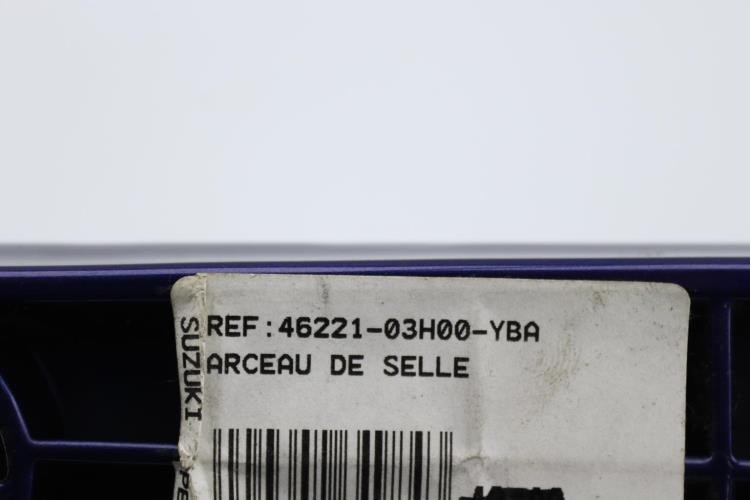 REF:46221-03H00-YBA
ARCEAU DE SELLE
SUZUKI